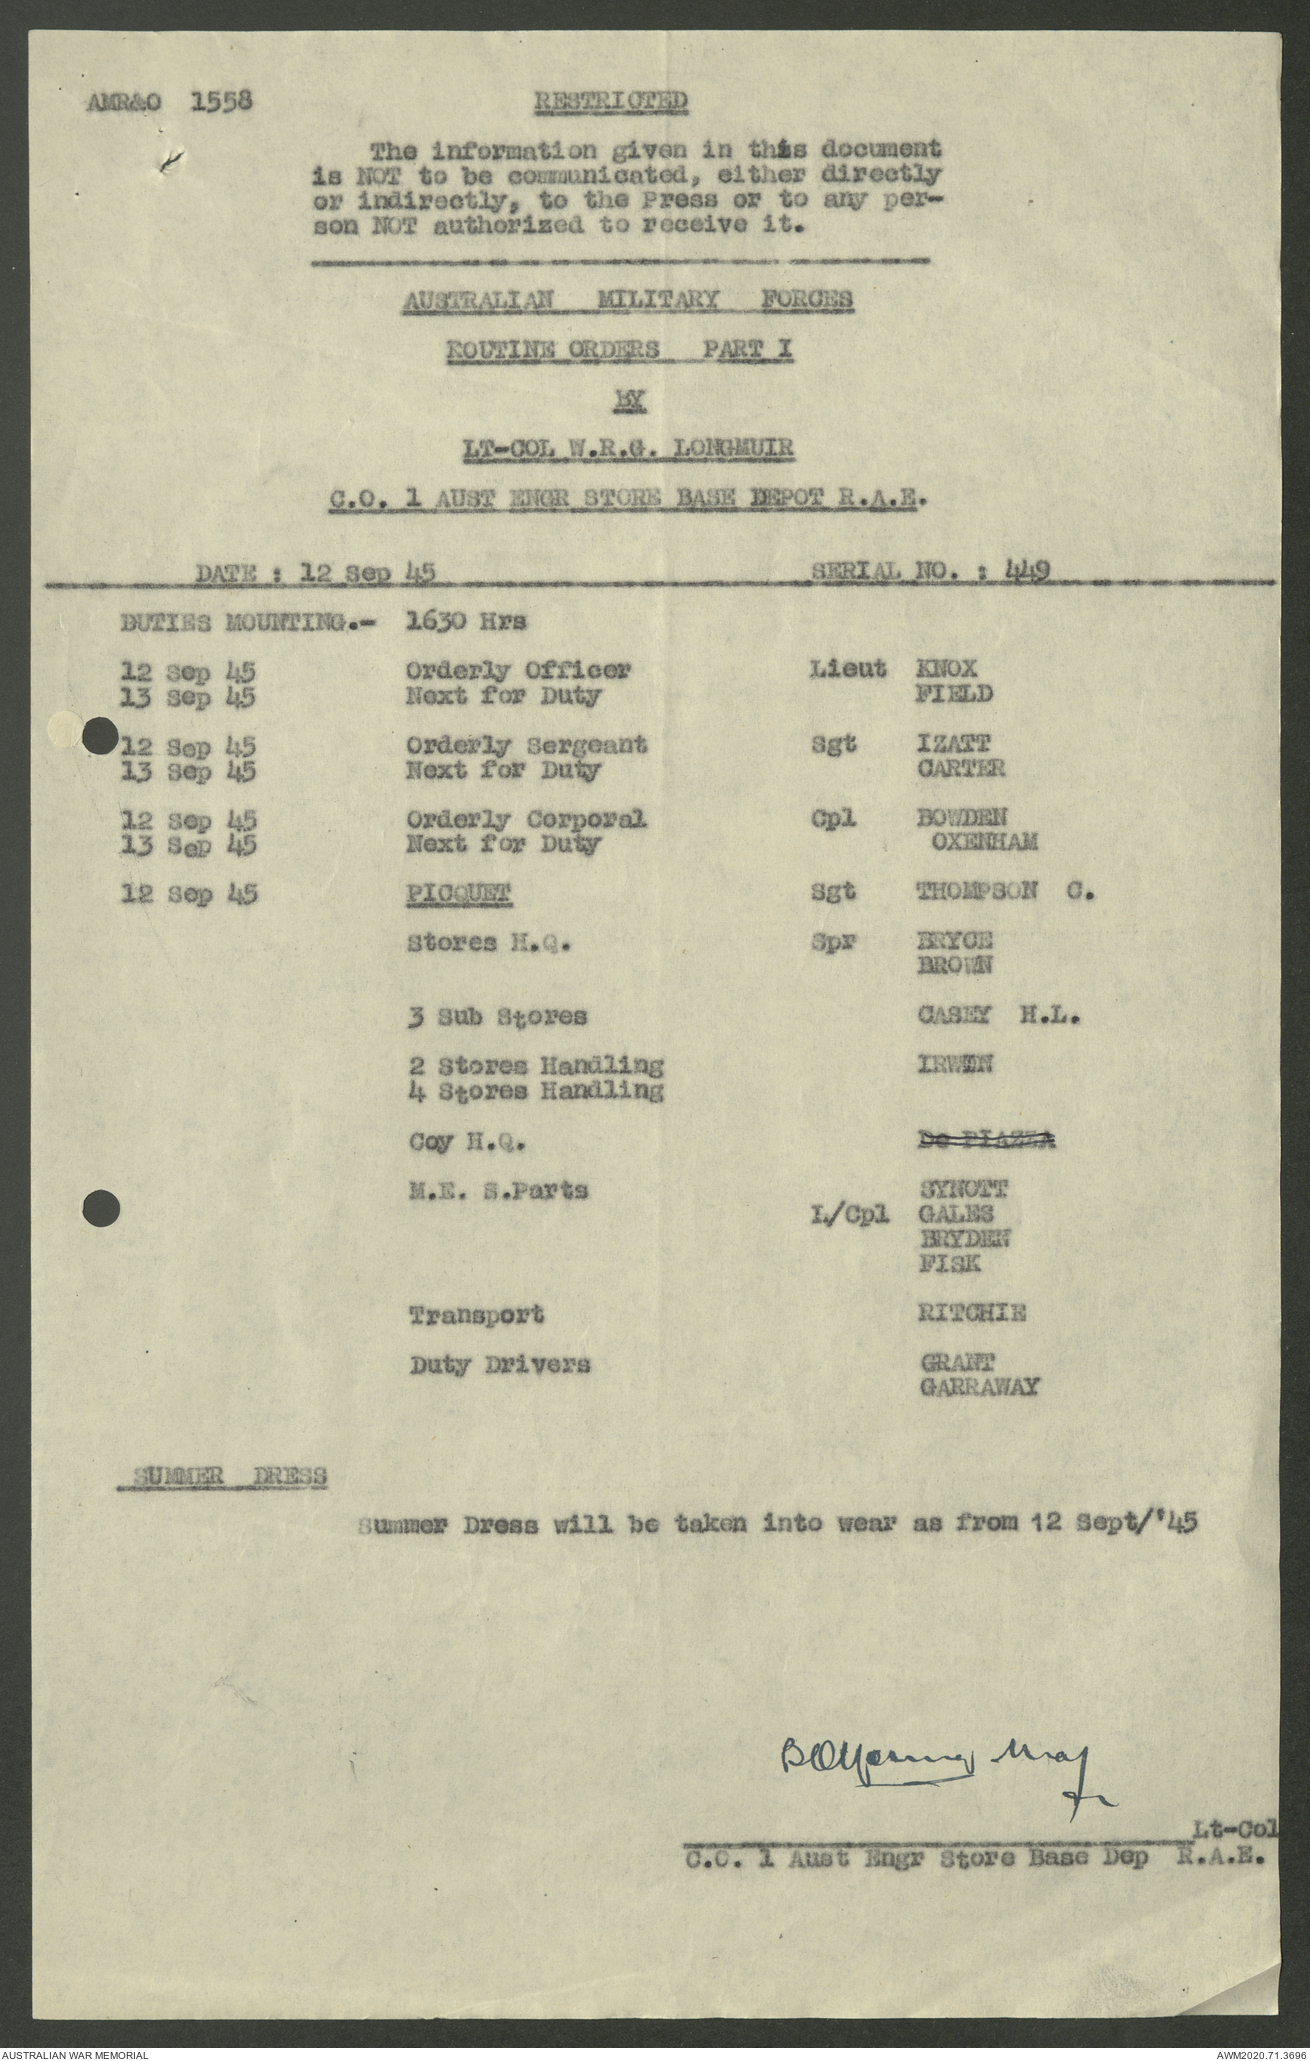 AMR&O 1558 RESTRICTED
The information given in this document
is NOT to be communicated, either directly
or indirectly, to the Press or to any per-
son NOT authorized to receive it.
AUSTRALIAN MILITARY FORCES
ROUTINE ORDERS PART I
BY
LT-COL W.R.G. LONGMUIR
C.O. 1 AUST ENGR STORE BASE DEPOT R.A.E.
DATE : 12 Sep 45 SERIAL NO. : 449
DUTIES MOUNTING.- 1630 Hrs
12 Sep 45 Orderly Officer Lieut KNOX
13 Sep 45 Next for Duty FIELD
12 Sep 45 Orderly Sergeant Sgt IZATT
13 Sep 45 Next for Duty CARTER
12 Sep 45 Orderly Corporal Cpl BOWDEN
13 Sep 45 Next for Duty OXENHAM
12 Sep 45 PICQUET Sgt THOMPSON C.
Stores H.Q. Spr BRYCE
BROWN
3 Sub Stores CASEY H.L.
2 Stores Handling IRWIN
4 Stores Handling
Coy H.Q. De PIAZZA
M.E. S.Parts SYNOTT
L/Cpl GALES
BRYDEN
FISK
Transport RITCHIE
Duty Drivers GRANT
GARRAWAY
SUMMER DRESS
Summer Dress will be taken into wear as from 12 Sept/'45
Maj
Lt-Col
C.O. 1 Aust Engr Store Base Dep R.A.E.
AUSTRALIAN WAR MEMORIAL AWM2020.71.3696